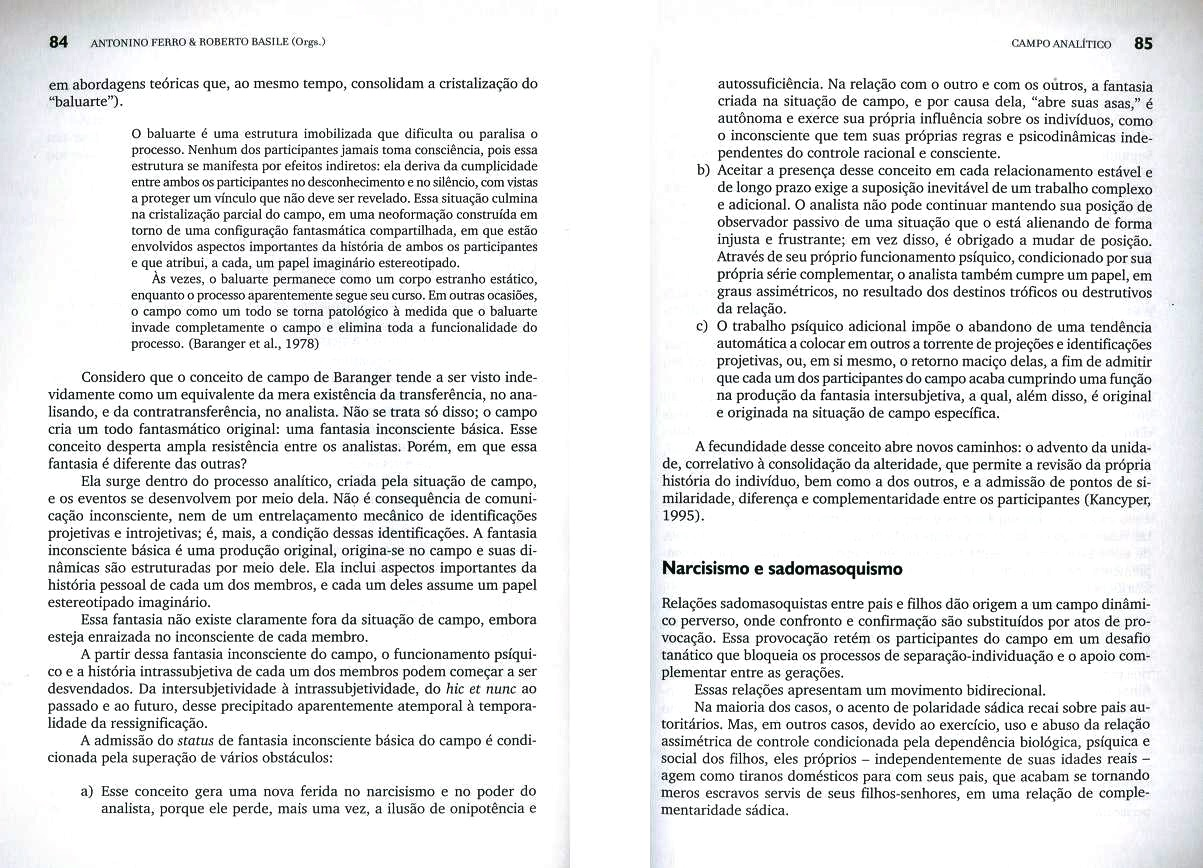 84 ANTONINO FERRO & ROBERTO BASILE (Orgs.)
em abordagens teóricas que, ao mesmo tempo, consolidam a cristalização do
“baluarte”).
O baluarte é uma estrutura imobilizada que dificulta ou paralisa o
processo. Nenhum dos participantes jamais toma consciência, pois essa
estrutura se manifesta por efeitos indiretos: ela deriva da cumplicidade
entre ambos os participantes no desconhecimento e no silêncio, com vistas
a proteger um vínculo que não deve ser revelado. Essa situação culmina
na cristalização parcial do campo, em uma neoformação construída em
torno de uma configuração fantasmática compartilhada, em que estão
envolvidos aspectos importantes da história de ambos os participantes
e que atribui, a cada, um papel imaginário estereotipado.
Às vezes, o baluarte permanece como um corpo estranho estático,
enquanto o processo aparentemente segue seu curso. Em outras ocasiões,
o campo como um todo se torna patológico à medida que o baluarte
invade completamente o campo e elimina toda a funcionalidade do
processo. (Baranger et al., 1978)
Considero que o conceito de campo de Baranger tende a ser visto inde-
vidamente como um equivalente da mera existência da transferência, no ana-
lisando, e da contratransferência, no analista. Não se trata só disso; o campo
cria um todo fantasmático original: uma fantasia inconsciente básica. Esse
conceito desperta ampla resistência entre os analistas. Porém, em que essa
fantasia é diferente das outras?
Ela surge dentro do processo analítico, criada pela situação de campo,
e os eventos se desenvolvem por meio dela. Não é consequência de comuni-
cação inconsciente, nem de um entrelaçamento mecânico de identificações
projetivas e introjetivas; é, mais, a condição dessas identificações. A fantasia
inconsciente básica é uma produção original, origina-se no campo e suas di-
nâmicas são estruturadas por meio dele. Ela inclui aspectos importantes da
história pessoal de cada um dos membros, e cada um deles assume um papel
estereotipado imaginário.
Essa fantasia não existe claramente fora da situação de campo, embora
esteja enraizada no inconsciente de cada membro.
A partir dessa fantasia inconsciente do campo, o funcionamento psíqui-
co e a história intrassubjetiva de cada um dos membros podem começar a ser
desvendados. Da intersubjetividade à intrassubjetividade, do hic et nunc ao
passado e ao futuro, desse precipitado aparentemente atemporal à tempora-
lidade da ressignificação.
A admissão do status de fantasia inconsciente básica do campo é condi-
cionada pela superação de vários obstáculos:
a) Esse conceito gera uma nova ferida no narcisismo e no poder do
analista, porque ele perde, mais uma vez, a ilusão de onipotência e
CAMPO ANALÍTICO 85
autossuficiência. Na relação com o outro e com os outros, a fantasia
criada na situação de campo, e por causa dela, “abre suas asas,” é
autônoma e exerce sua própria influência sobre os indivíduos, como
o inconsciente que tem suas próprias regras e psicodinâmicas inde-
pendentes do controle racional e consciente.
b) Aceitar a presença desse conceito em cada relacionamento estável e
de longo prazo exige a suposição inevitável de um trabalho complexo
e adicional. O analista não pode continuar mantendo sua posição de
observador passivo de uma situação que o está alienando de forma
injusta e frustrante; em vez disso, é obrigado a mudar de posição.
Através de seu próprio funcionamento psíquico, condicionado por sua
própria série complementar, o analista também cumpre um papel, em
graus assimétricos, no resultado dos destinos tróficos ou destrutivos
da relação.
c) O trabalho psíquico adicional impõe o abandono de uma tendência
automática a colocar em outros a torrente de projeções e identificações
projetivas, ou, em si mesmo, o retorno maciço delas, a fim de admitir
que cada um dos participantes do campo acaba cumprindo uma função
na produção da fantasia intersubjetiva, a qual, além disso, é original
e originada na situação de campo específica.
A fecundidade desse conceito abre novos caminhos: o advento da unida-
de, correlativo à consolidação da alteridade, que permite a revisão da própria
história do indivíduo, bem como a dos outros, e a admissão de pontos de si-
milaridade, diferença e complementaridade entre os participantes (Kancyper,
1995).
Narcisismo e sadomasoquismo
Relações sadomasoquistas entre pais e filhos dão origem a um campo dinâmi-
co perverso, onde confronto e confirmação são substituídos por atos de pro-
vocação. Essa provocação retém os participantes do campo em um desafio
tanático que bloqueia os processos de separação-individuação e o apoio com-
plementar entre as gerações.
Essas relações apresentam um movimento bidirecional.
Na maioria dos casos, o acento de polaridade sádica recai sobre pais au-
toritários. Mas, em outros casos, devido ao exercício, uso e abuso da relação
assimétrica de controle condicionada pela dependência biológica, psíquica e
social dos filhos, eles próprios – independentemente de suas idades reais –
agem como tiranos domésticos para com seus pais, que acabam se tornando
meros escravos servis de seus filhos-senhores, em uma relação de comple-
mentaridade sádica.